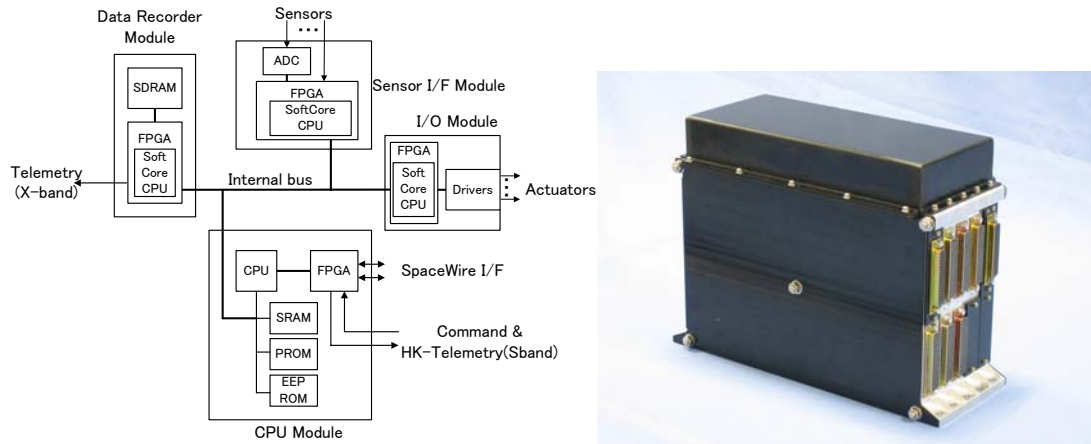 Data Recorder
Module
SDRAM
FPGA
Soft
Core
CPU
Telemetry
(X-band)
Sensors
ADC
FPGA
SoftCore
CPU
Sensor I/F Module
I/O Module
FPGA
Soft
Core
CPU
Drivers
Actuators
Internal bus
CPU
FPGA
SpaceWire I/F
SRAM
PROM
EEP
ROM
Command &
HK-Telemetry(Sband)
CPU Module